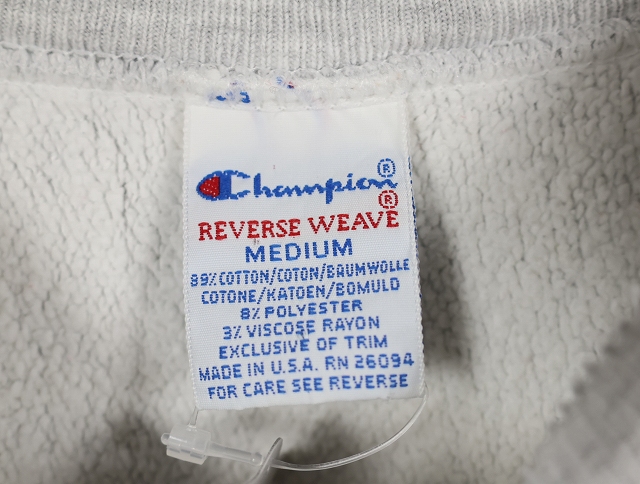 Champion®
REVERSE WEAVE®
MEDIUM
89% COTTON/COTON/BAUMWOLLE
COTONE/KATOEN/BOMULD
8% POLYESTER
3% VISCOSE RAYON
EXCLUSIVE OF TRIM
MADE IN U.S.A. RN 26094
FOR CARE SEE REVERSE